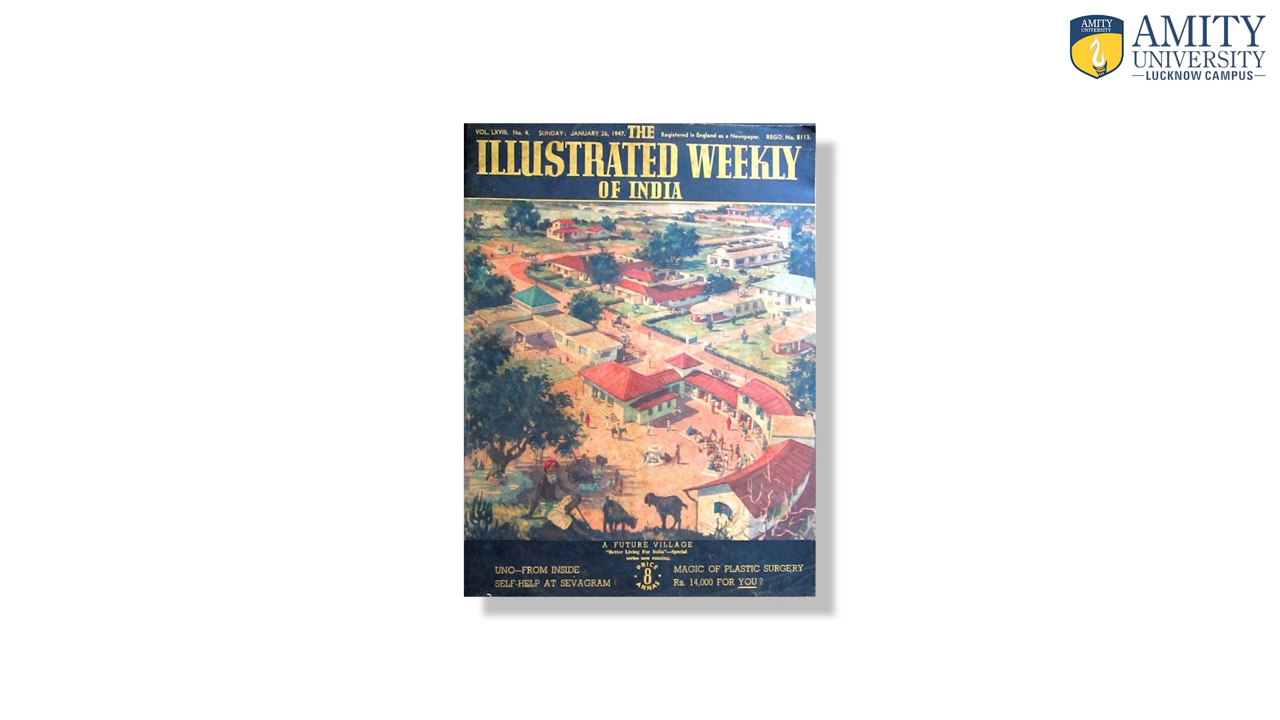 AMITY
UNIVERSITY
AMITY
UNIVERSITY
LUCKNOW CAMPUS
VOL. LXVIII. No. 4. SUNDAY: JANUARY 26, 1947. THE Registered in England as a Newspaper. REGD. No. B113.
ILLUSTRATED WEEKLY
OF INDIA
A FUTURE VILLAGE
"Better Living For India"—Special
series now running.
UNO—FROM INSIDE
SELF-HELP AT SEVAGRAM
PRICE
8
ANNAS
MAGIC OF PLASTIC SURGERY
Rs. 14,000 FOR YOU?